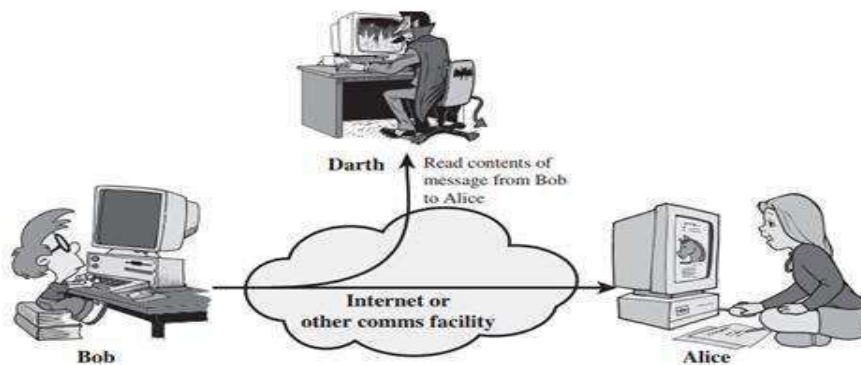 Darth
Read contents of
message from Bob
to Alice
Internet or
other comms facility
Bob
Alice